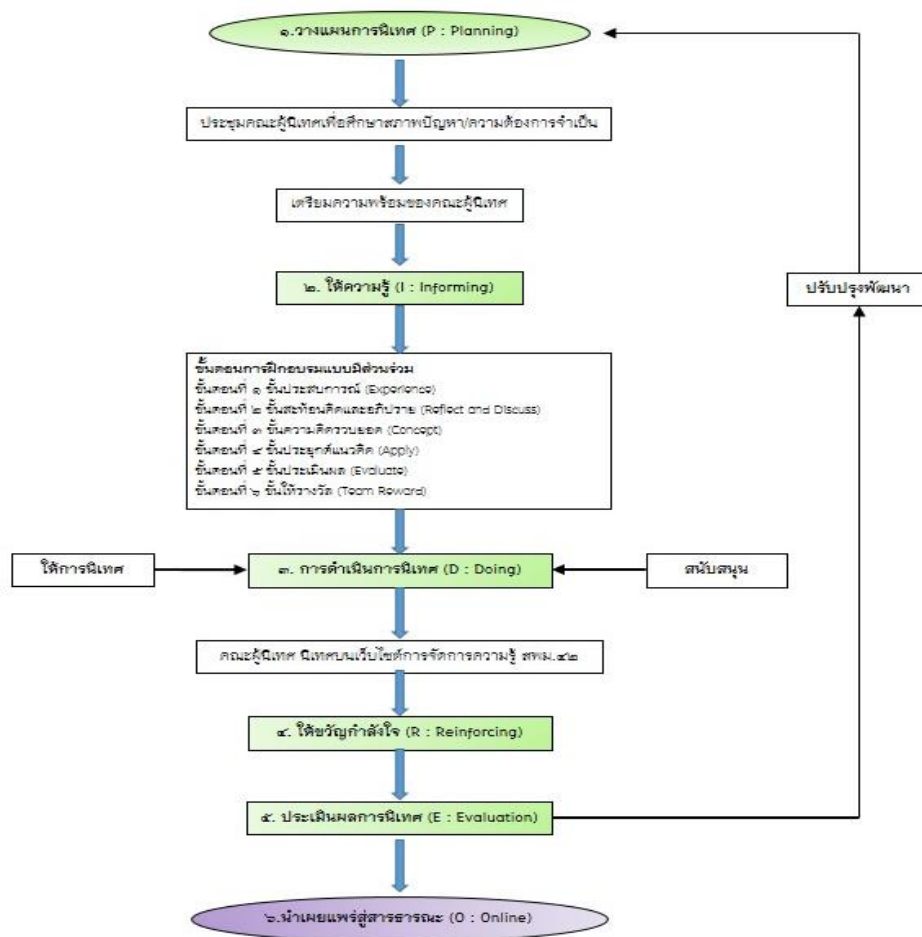 ๑.วางแผนการนิเทศ (P : Planning)
ประชุมคณะผู้นิเทศเพื่อศึกษาสภาพปัญหา/ความต้องการจำเป็น
เตรียมความพร้อมของคณะผู้นิเทศ
๒. ให้ความรู้ (I : Informing)
ปรับปรุงพัฒนา
ขั้นตอนการฝึกอบรมแบบมีส่วนร่วม
ขั้นตอนที่ ๑ ขั้นประสบการณ์ (Experience)
ขั้นตอนที่ ๒ ขั้นสะท้อนคิดและอภิปราย (Reflect and Discuss)
ขั้นตอนที่ ๓ ขั้นความคิดรวบยอด (Concept)
ขั้นตอนที่ ๔ ขั้นประยุกต์แนวคิด (Apply)
ขั้นตอนที่ ๕ ขั้นประเมินผล (Evaluate)
ขั้นตอนที่ ๖ ขั้นให้รางวัล (Team Reward)
ให้การนิเทศ
๓. การดำเนินการนิเทศ (D : Doing)
สนับสนุน
คณะผู้นิเทศ นิเทศบนเว็บไซต์การจัดการความรู้ สพม.๔๒
๔. ให้ขวัญกำลังใจ (R : Reinforcing)
๕. ประเมินผลการนิเทศ (E : Evaluation)
๖.นำเผยแพร่สู่สาธารณะ (O : Online)